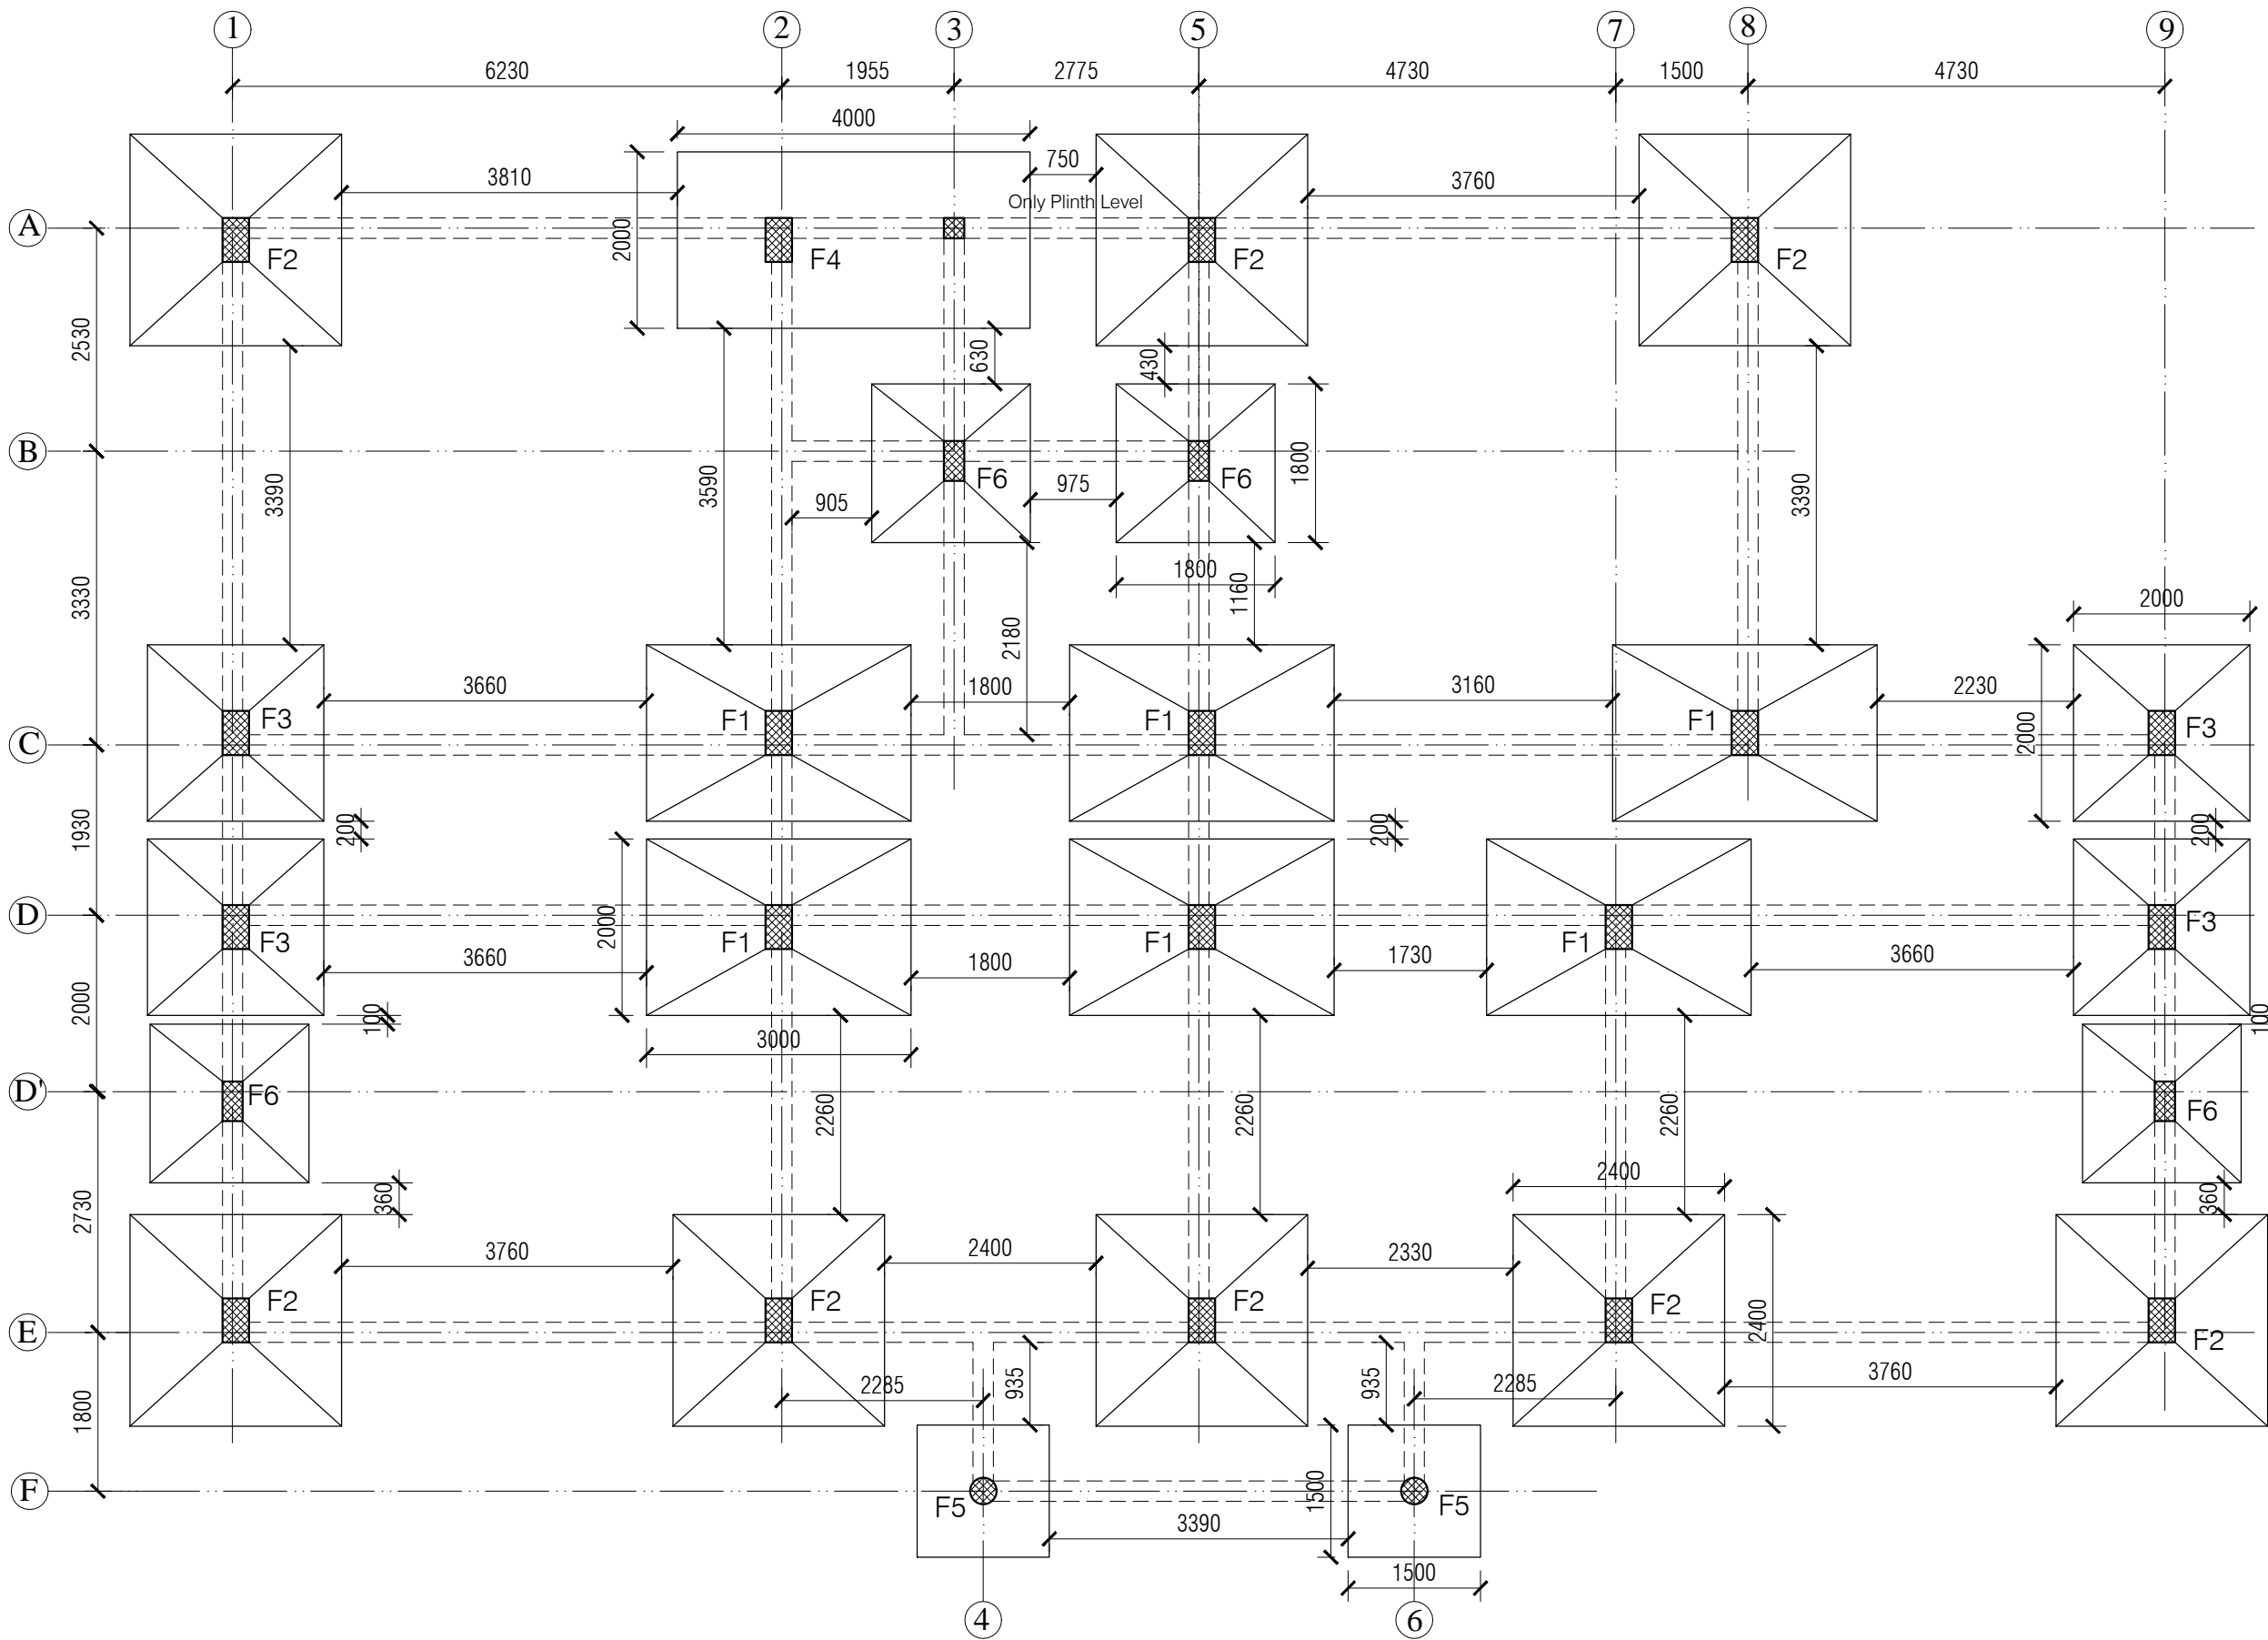 1 2 3 5 7 8 9
6230 1955 2775 4730 1500 4730
4000
750
3810 3760
2000
Only Plinth Level
A
F2 F4 F2 F2
2530
630 430
B
3390 3590 F6 F6 1800 3390
905 975
1800
3330 1160
2180 2000
3660 1800 3160 2230
F3 F1 F1 F1 F3
C 2000
1930 200 200 200
D
2000
F3 F1 F1 F1 F3
3660 1800 1730 3660
2000 100 100
3000
D'
F6 F6
2260 2260 2260
2400
2730 360 360
3760 2400 2330
F2 F2 F2 F2
E 2400 F2
935 935
2285 2285 3760
1800
F
F5 1500 F5
3390
1500
4 6